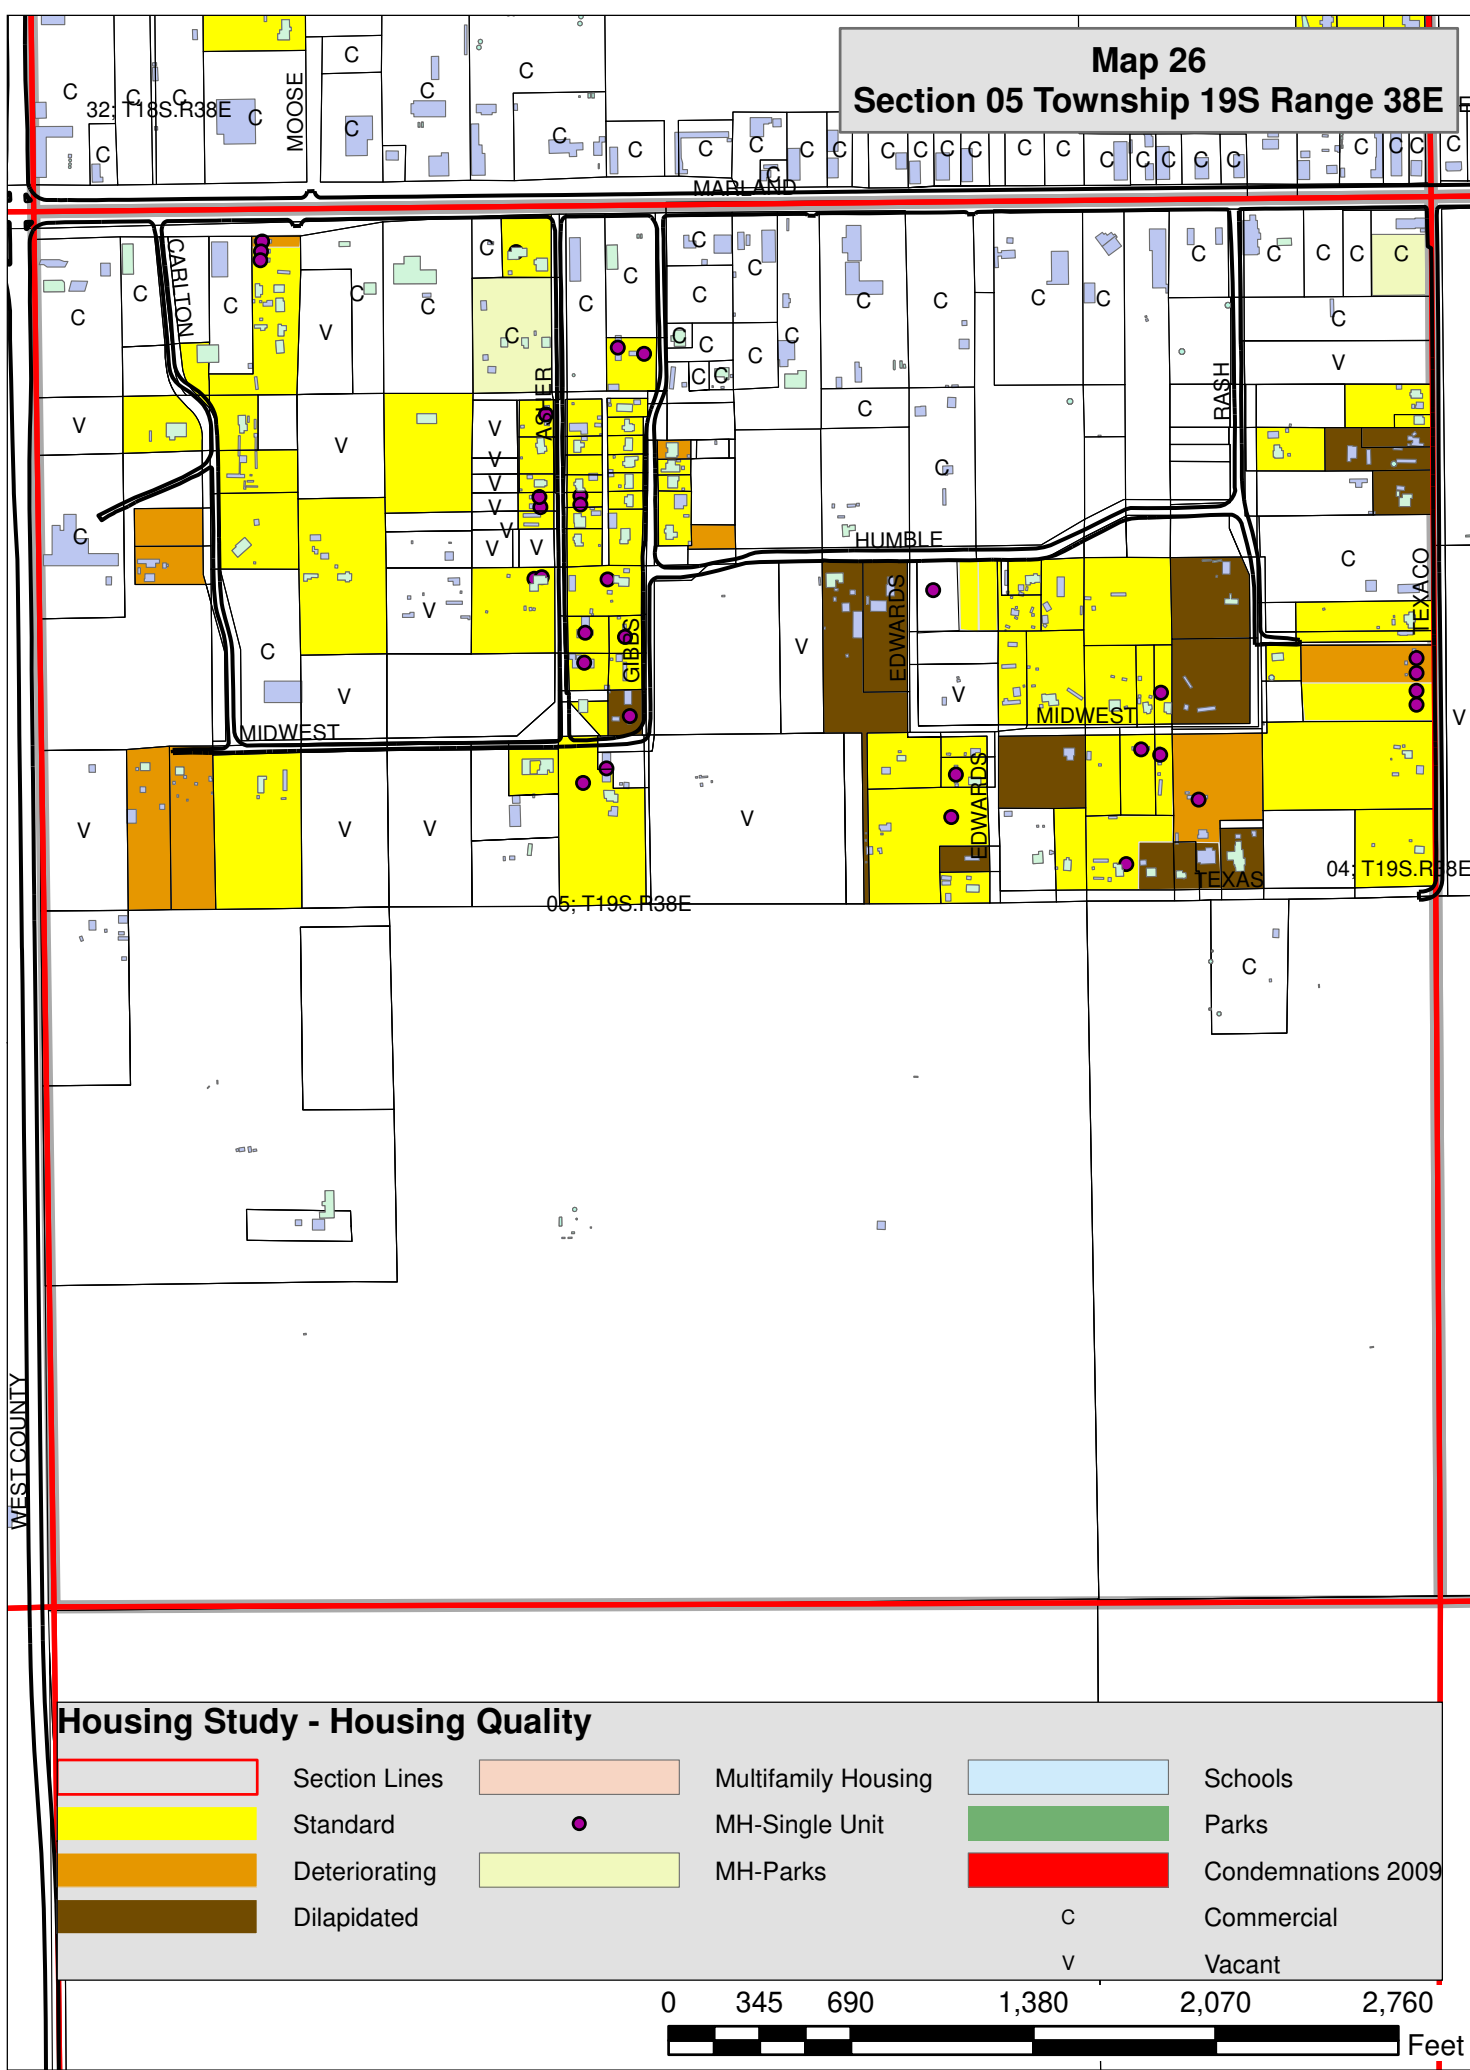 Map 26
Section 05 Township 19S Range 38E
32; T18S.R38E
MOOSE
C C C C C C C C C C C C
C C C C C C C C C C C C C C C C C C C C
MARLAND
CARLTON
C C C C C C C C C C C C C C C C C C C C
V C C C C C C C C V
C C
ASHER
RASH
V V V C
V V V C
C V V V C
HUMBLE
TEXACO
EDWARDS
V C V V V
GIBBS
V
MIDWEST
MIDWEST
EDWARDS
V V V V
TEXAS
04; T19S.R38E
05; T19S.R38E
C
WEST COUNTY
Housing Study - Housing Quality
Section Lines
Multifamily Housing
Schools
Standard
MH-Single Unit
Parks
Deteriorating
MH-Parks
Condemnations 2009
Dilapidated
C Commercial
V Vacant
0 345 690 1,380 2,070 2,760
Feet